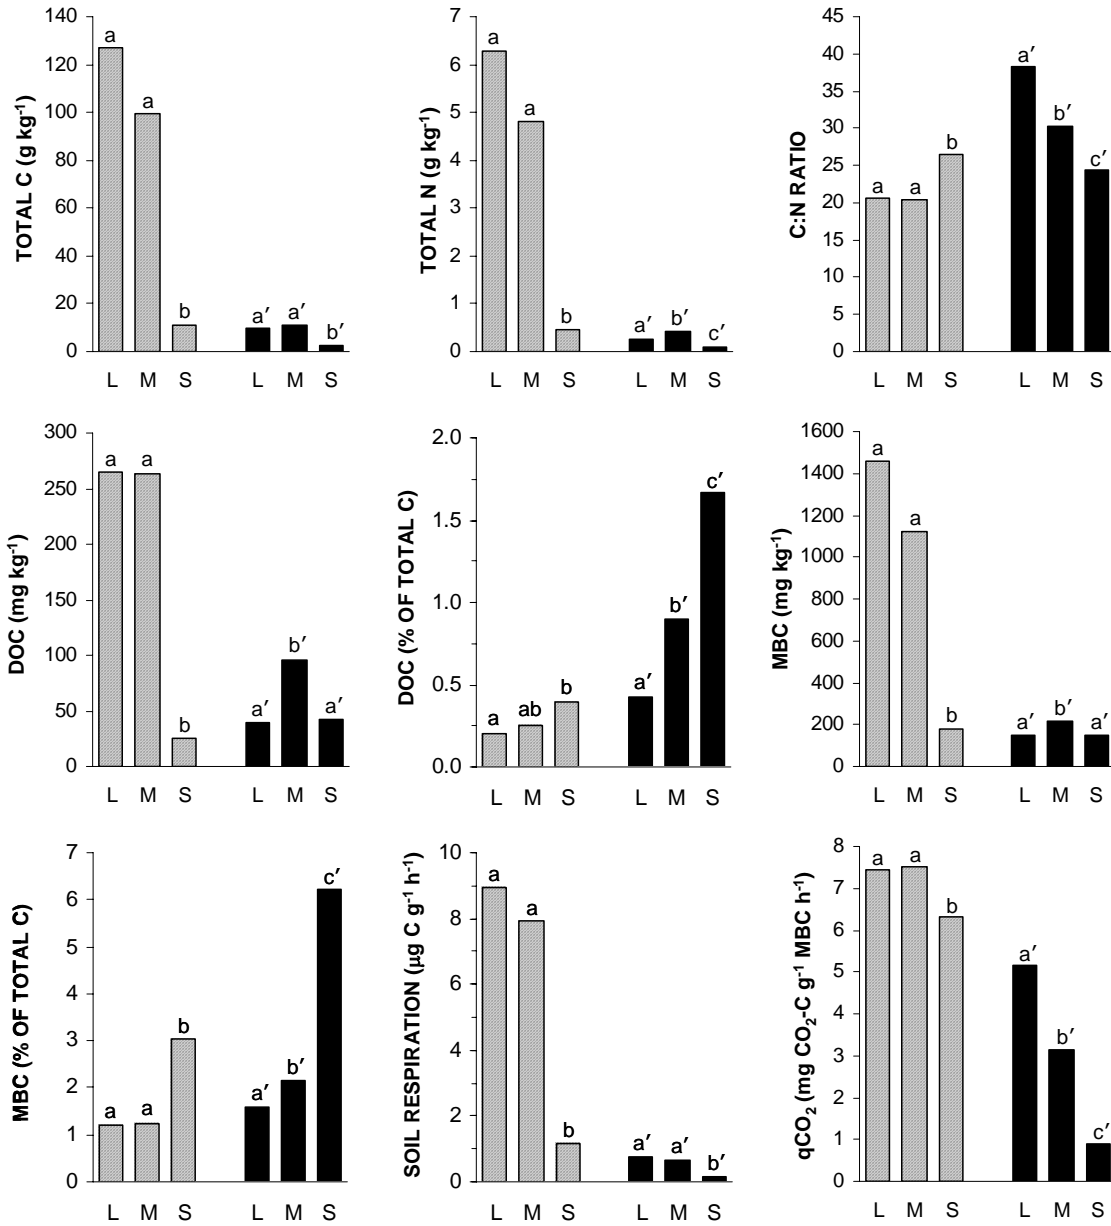 TOTAL C (g kg⁻¹)
140
120
100
80
60
40
20
0
a
a
b
a′
a′
b′
L M S L M S
TOTAL N (g kg⁻¹)
7
6
5
4
3
2
1
0
a
a
b
a′
b′
c′
L M S L M S
C:N RATIO
45
40
35
30
25
20
15
10
5
0
a
a
b
a′
b′
c′
L M S L M S
DOC (mg kg⁻¹)
300
250
200
150
100
50
0
a
a
b
a′
b′
a′
L M S L M S
DOC (% OF TOTAL C)
2.0
1.5
1.0
0.5
0.0
a
ab
b
a′
b′
c′
L M S L M S
MBC (mg kg⁻¹)
1600
1400
1200
1000
800
600
400
200
0
a
a
b
a′
b′
a′
L M S L M S
MBC (% OF TOTAL C)
7
6
5
4
3
2
1
0
a
a
b
a′
b′
c′
L M S L M S
SOIL RESPIRATION (µg C g⁻¹ h⁻¹)
10
8
6
4
2
0
a
a
b
a′
a′
b′
L M S L M S
qCO₂ (mg CO₂-C g⁻¹ MBC h⁻¹)
8
7
6
5
4
3
2
1
0
a
a
b
a′
b′
c′
L M S L M S